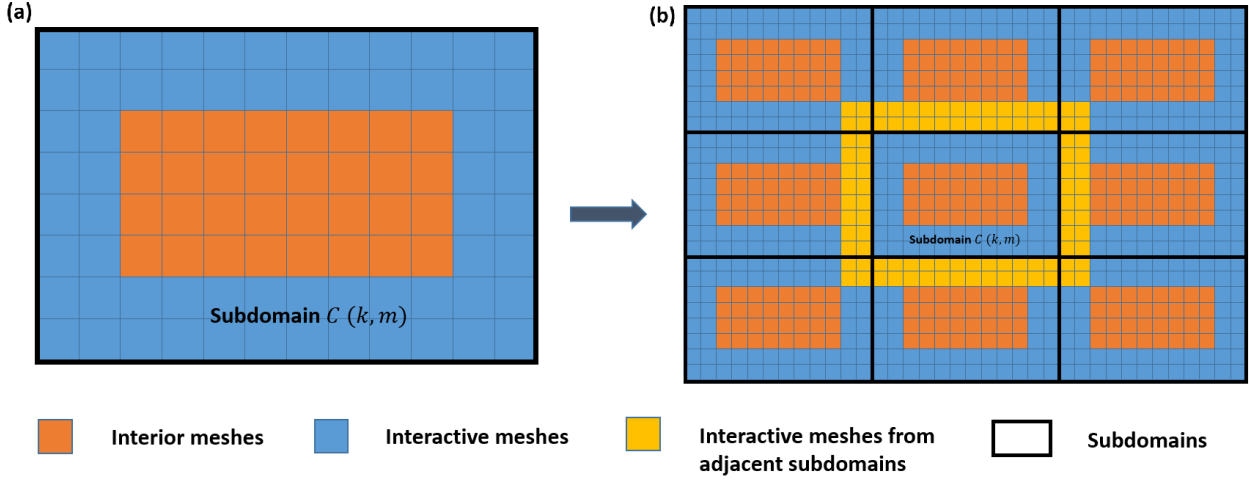 (a)
(b)
Subdomain C (k, m)
Subdomain C (k, m)
Interior meshes
Interactive meshes
Interactive meshes from
adjacent subdomains
Subdomains